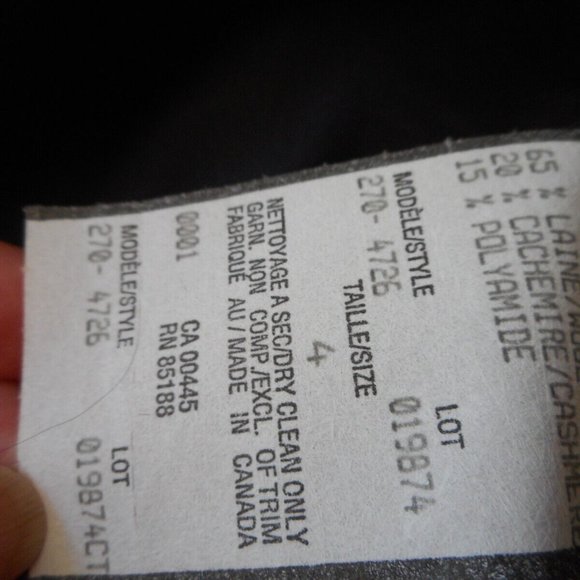 65 % LAINE/WOOL
20 % CACHEMIRE/CASHMERE
15 % POLYAMIDE
MODÈLE/STYLE LOT
270- 4726 019874
TAILLE/SIZE
4
NETTOYAGE A SEC/DRY CLEAN ONLY
GARN. NON COMP./EXCL. OF TRIM
FABRIQUÉ AU/MADE IN CANADA
0001 CA 00445
RN 85188
MODÈLE/STYLE LOT
270- 4726 019874CT